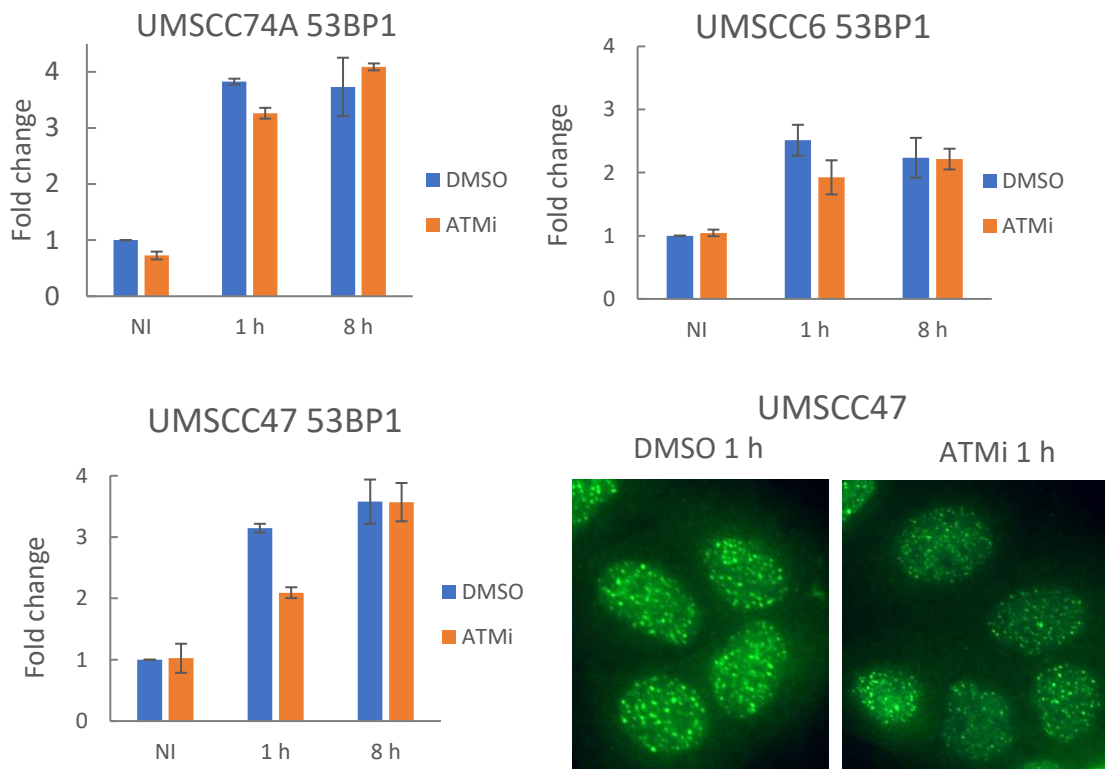 UMSCC74A 53BP1
Fold change
4
3
1
0
NI
1 h
8 h
DMSO
ATMi
UMSCC6 53BP1
Fold change
4
3
2
1
0
NI
1 h
8 h
DMSO
ATMi
UMSCC47 53BP1
Fold change
4
3
2
1
0
NI
1 h
8 h
DMSO
ATMi
UMSCC47
DMSO 1 h
ATMi 1 h